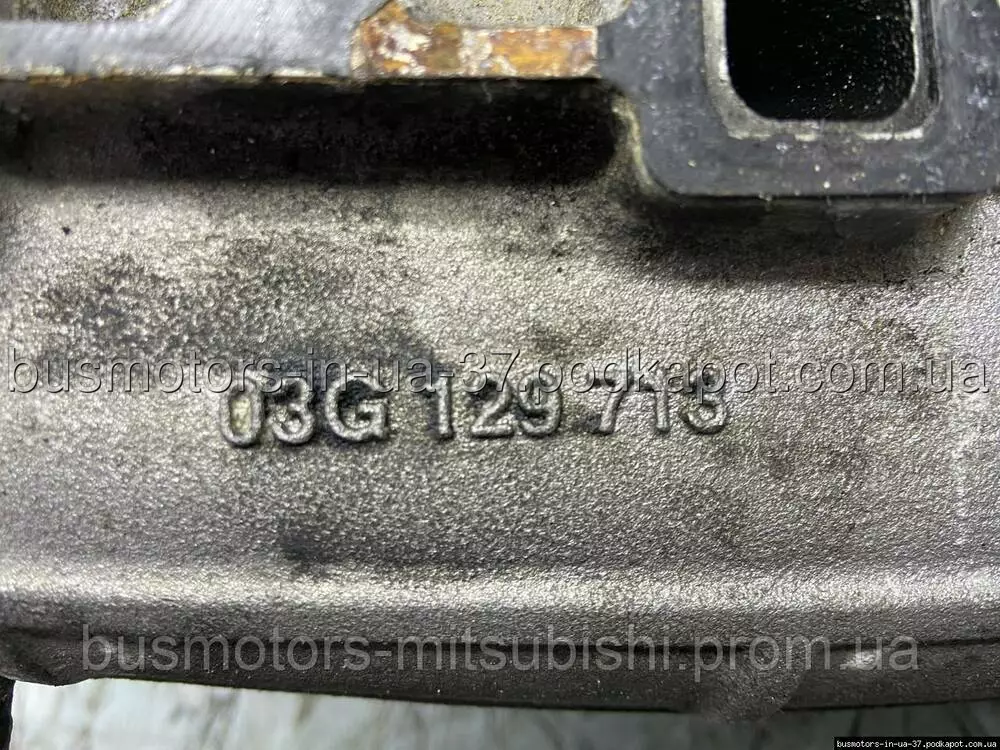 busmotors-in-ua-37.podkapot.com.ua
03G 129 713
busmotors-mitsubishi.prom.ua
busmotors-in-ua-37.podkapot.com.ua